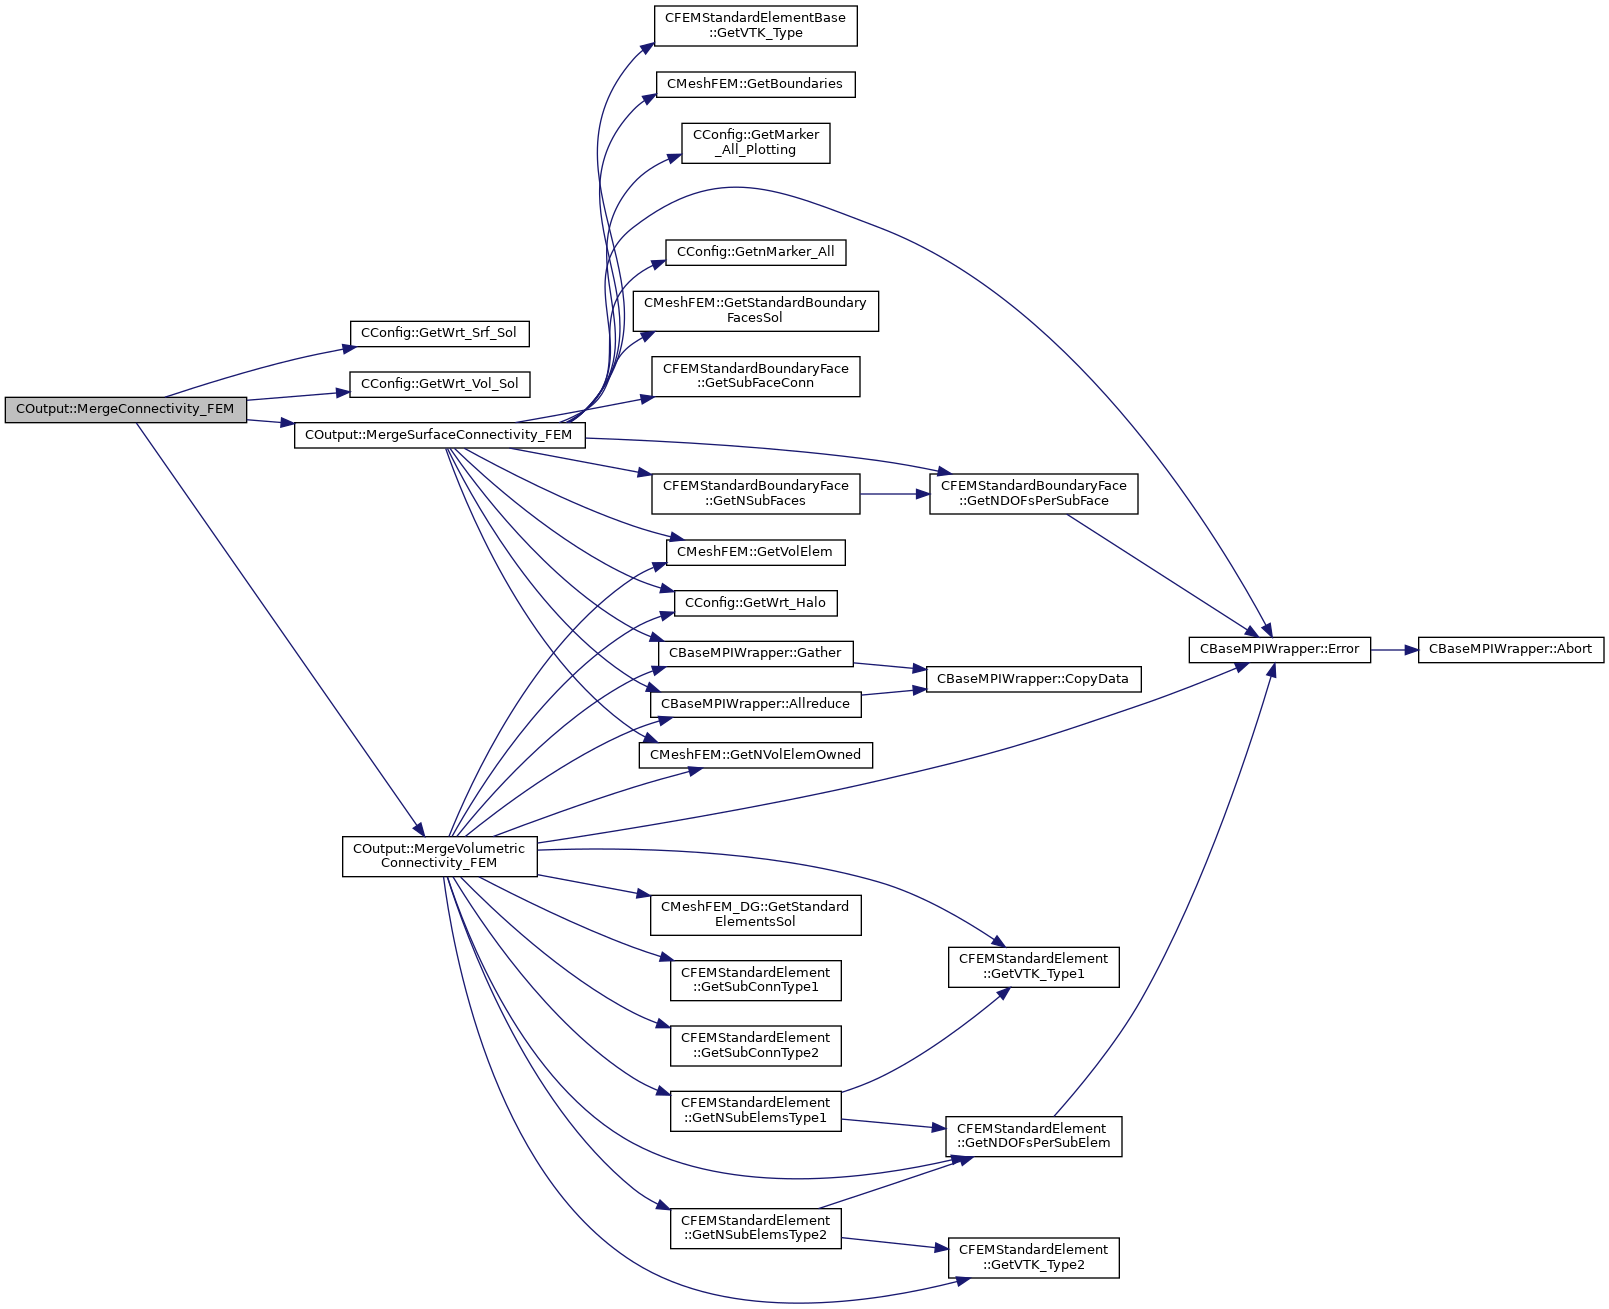 CFEMStandardElementBase
::GetVTK_Type
CMeshFEM::GetBoundaries
CConfig::GetMarker
_All_Plotting
CConfig::GetnMarker_All
CMeshFEM::GetStandardBoundary
FacesSol
CConfig::GetWrt_Srf_Sol
CFEMStandardBoundaryFace
::GetSubFaceConn
CConfig::GetWrt_Vol_Sol
COutput::MergeConnectivity_FEM
COutput::MergeSurfaceConnectivity_FEM
CFEMStandardBoundaryFace
::GetNSubFaces
CFEMStandardBoundaryFace
::GetNDOFsPerSubFace
CMeshFEM::GetVolElem
CConfig::GetWrt_Halo
CBaseMPIWrapper::Gather
CBaseMPIWrapper::Error
CBaseMPIWrapper::Abort
CBaseMPIWrapper::CopyData
CBaseMPIWrapper::Allreduce
CMeshFEM::GetNVolElemOwned
COutput::MergeVolumetric
Connectivity_FEM
CMeshFEM_DG::GetStandard
ElementsSol
CFEMStandardElement
::GetVTK_Type1
CFEMStandardElement
::GetSubConnType1
CFEMStandardElement
::GetSubConnType2
CFEMStandardElement
::GetNSubElemsType1
CFEMStandardElement
::GetNDOFsPerSubElem
CFEMStandardElement
::GetNSubElemsType2
CFEMStandardElement
::GetVTK_Type2